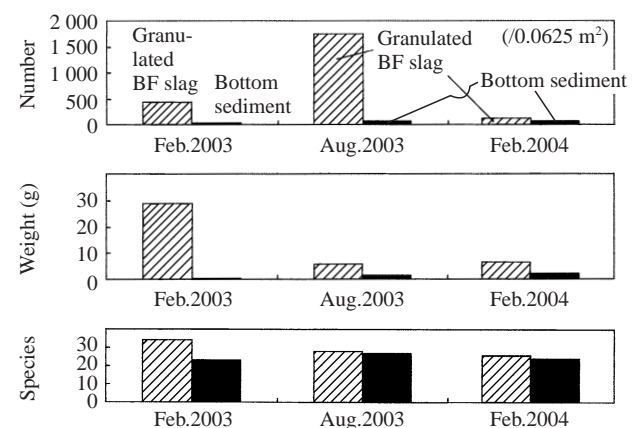 Number
2 000
1 500
1 000
500
0
Granu-
lated
BF slag
Bottom
sediment
Granulated
BF slag
(/0.0625 m²)
Bottom sediment
Feb.2003
Aug.2003
Feb.2004
Weight (g)
30
20
10
0
Feb.2003
Aug.2003
Feb.2004
Species
30
20
10
0
Feb.2003
Aug.2003
Feb.2004